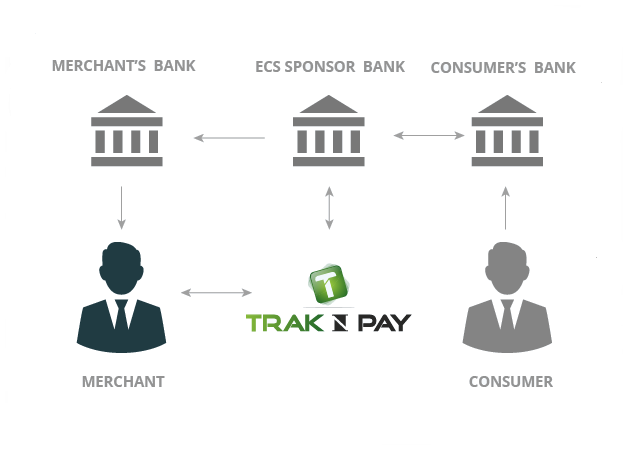 MERCHANT'S BANK
ECS SPONSOR BANK
CONSUMER'S BANK
T
TRAK N PAY
MERCHANT
CONSUMER